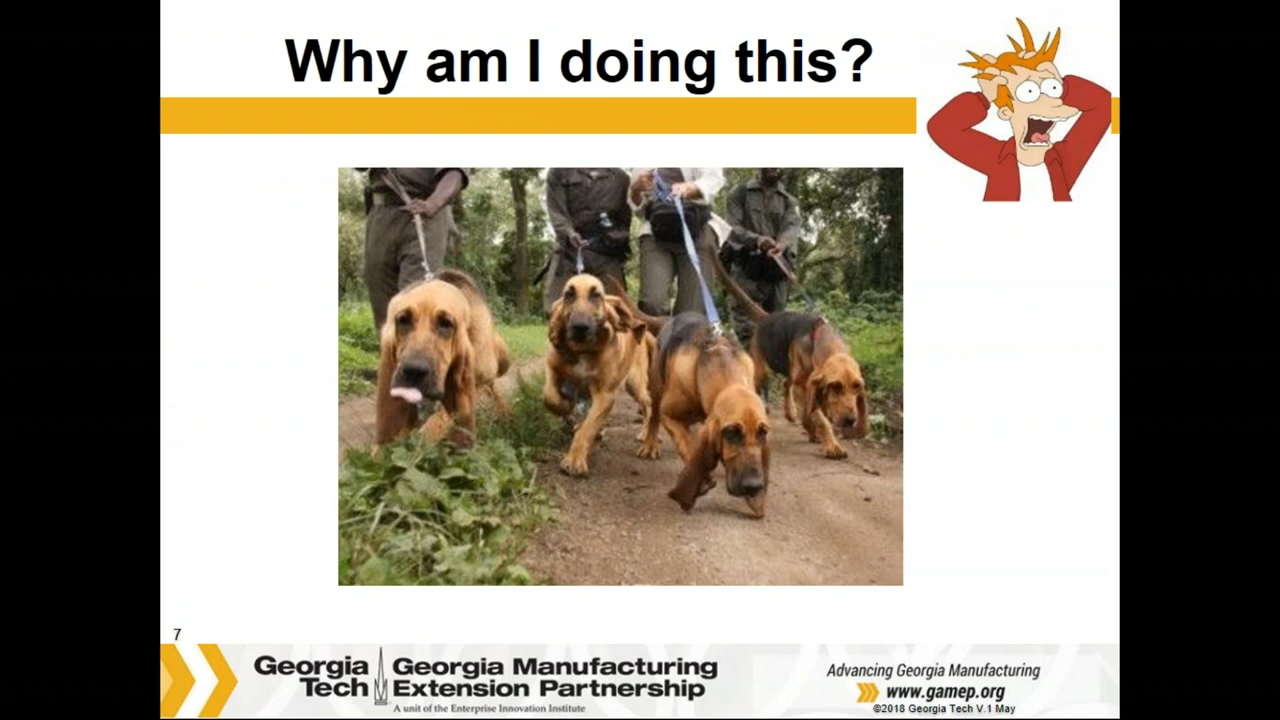 Why am I doing this?
7
Georgia Tech
Georgia Manufacturing
Extension Partnership
A unit of the Enterprise Innovation Institute
Advancing Georgia Manufacturing
www.gamep.org
©2018 Georgia Tech V.1 May